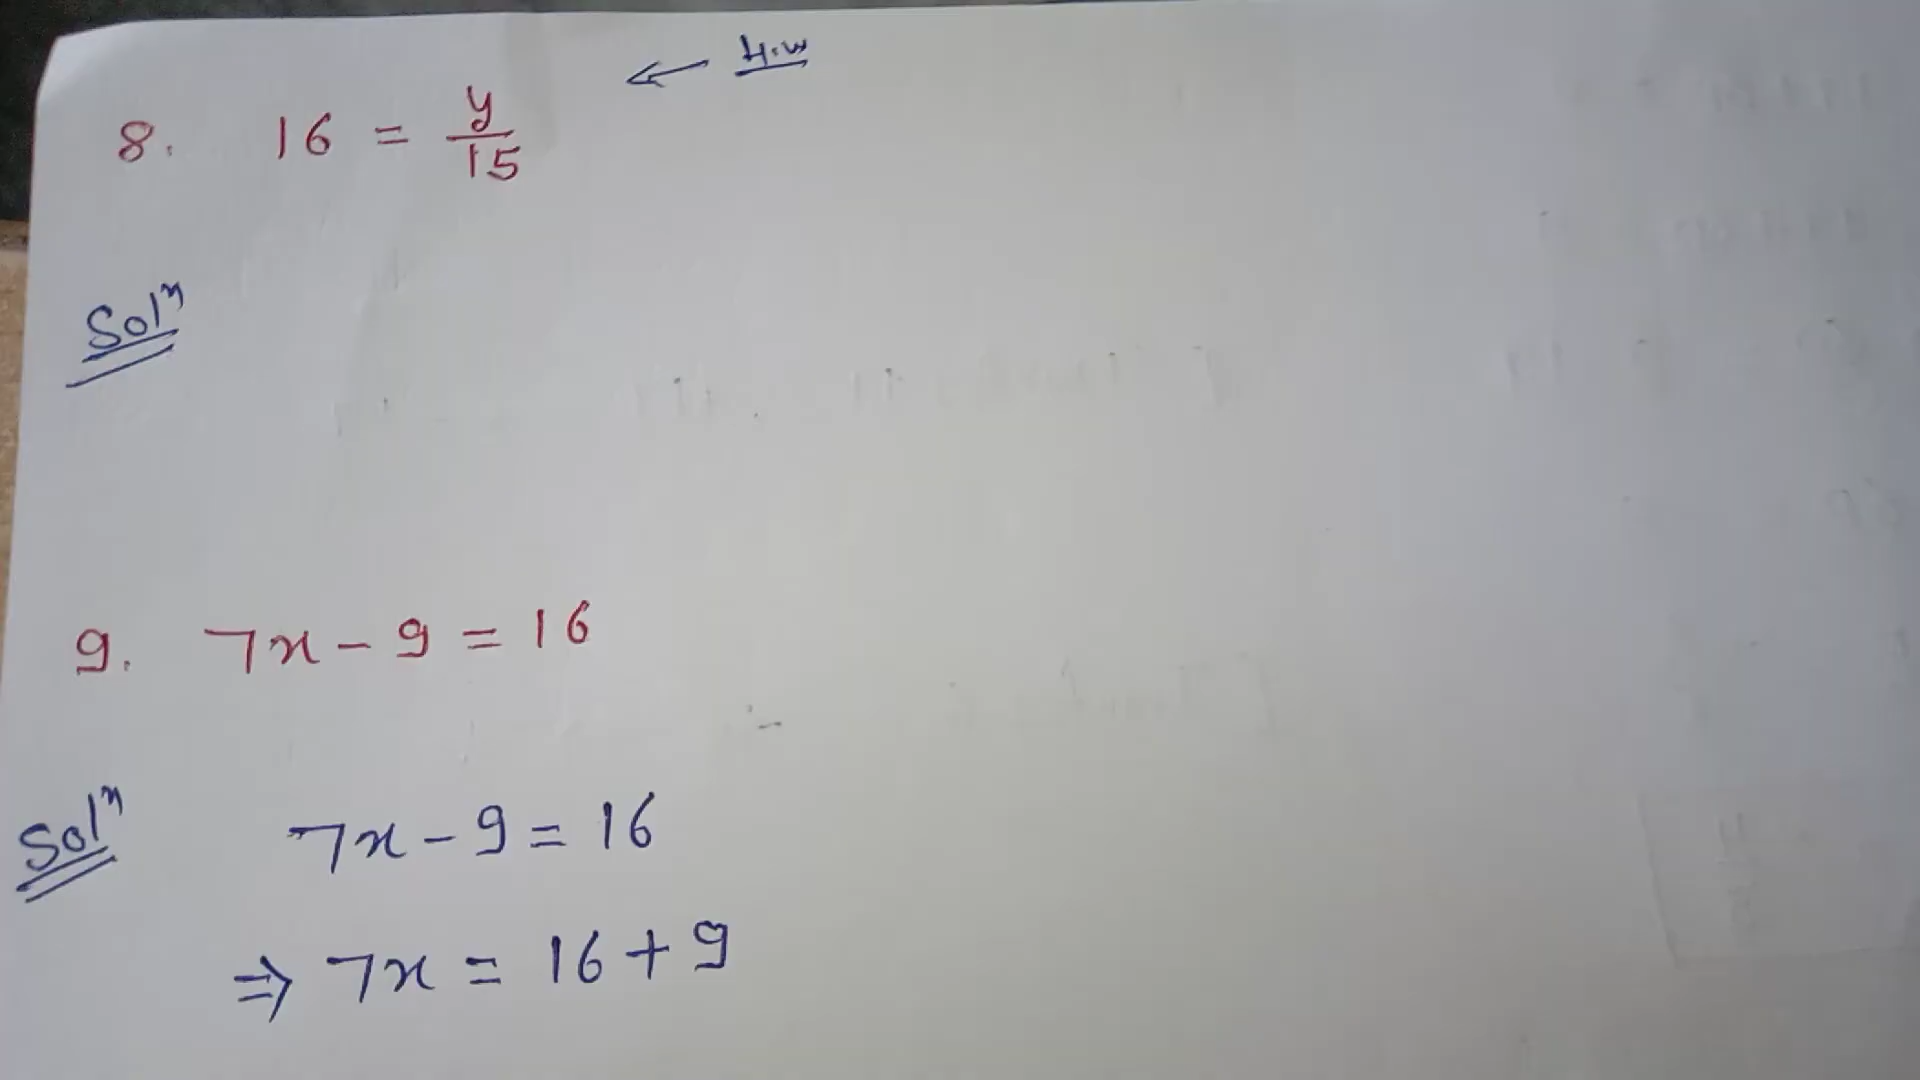 ← H.W
8. 16 = y/15
Solⁿ
9. 7x - 9 = 16
Solⁿ 7x - 9 = 16
⇒ 7x = 16 + 9